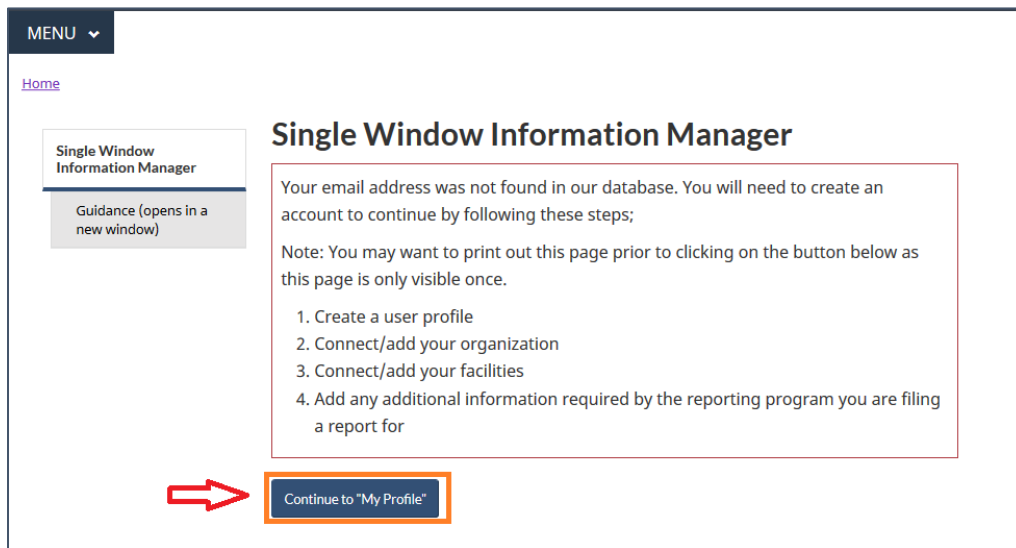 MENU
Home
Single Window
Information Manager
Guidance (opens in a
new window)
Single Window Information Manager
Your email address was not found in our database. You will need to create an
account to continue by following these steps;
Note: You may want to print out this page prior to clicking on the button below as
this page is only visible once.
1. Create a user profile
2. Connect/add your organization
3. Connect/add your facilities
4. Add any additional information required by the reporting program you are filing
a report for
Continue to "My Profile"